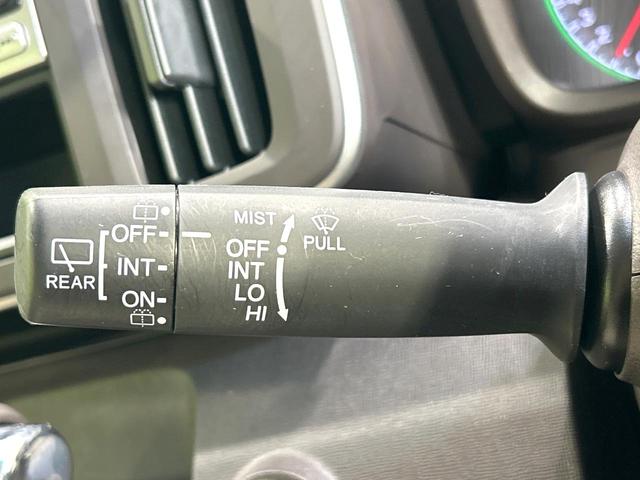 REAR
OFF
INT
ON
MIST
OFF
INT
LO
HI
PULL